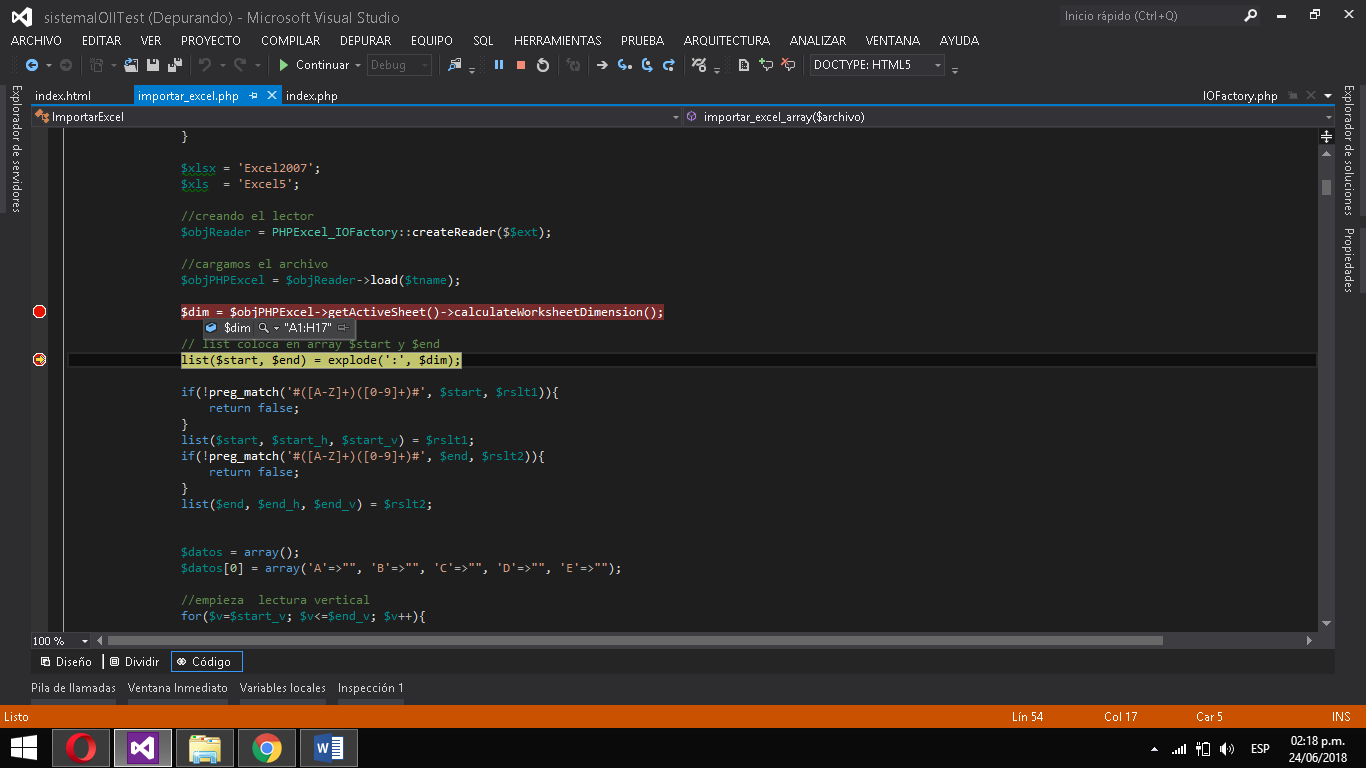 sistemaIOIITest (Depurando) - Microsoft Visual Studio
Inicio rápido (Ctrl+Q)
ARCHIVO EDITAR VER PROYECTO COMPILAR DEPURAR EQUIPO SQL HERRAMIENTAS PRUEBA ARQUITECTURA ANALIZAR VENTANA AYUDA
Continuar Debug DOCTYPE: HTML5
Explorador de servidores
index.html importar_excel.php index.php IOFactory.php
ImportarExcel importar_excel_array($archivo)
}
$xlsx = 'Excel2007';
$xls  = 'Excel5';
//creando el lector
$objReader = PHPExcel_IOFactory::createReader($$ext);
//cargamos el archivo
$objPHPExcel = $objReader->load($tname);
$dim = $objPHPExcel->getActiveSheet()->calculateWorksheetDimension();
$dim "A1:H17"
// list coloca en array $start y $end
list($start, $end) = explode(':', $dim);
if(!preg_match('#([A-Z]+)([0-9]+)#', $start, $rslt1)){
return false;
}
list($start, $start_h, $start_v) = $rslt1;
if(!preg_match('#([A-Z]+)([0-9]+)#', $end, $rslt2)){
return false;
}
list($end, $end_h, $end_v) = $rslt2;
$datos = array();
$datos[0] = array('A'=>"", 'B'=>"", 'C'=>"", 'D'=>"", 'E'=>"");
//empieza  lectura vertical
for($v=$start_v; $v<=$end_v; $v++){
Explorador de soluciones
Propiedades
100 %
Diseño Dividir Código
Pila de llamadas Ventana Inmediato Variables locales Inspección 1
Listo Lín 54 Col 17 Car 5 INS
ESP
02:18 p.m.
24/06/2018